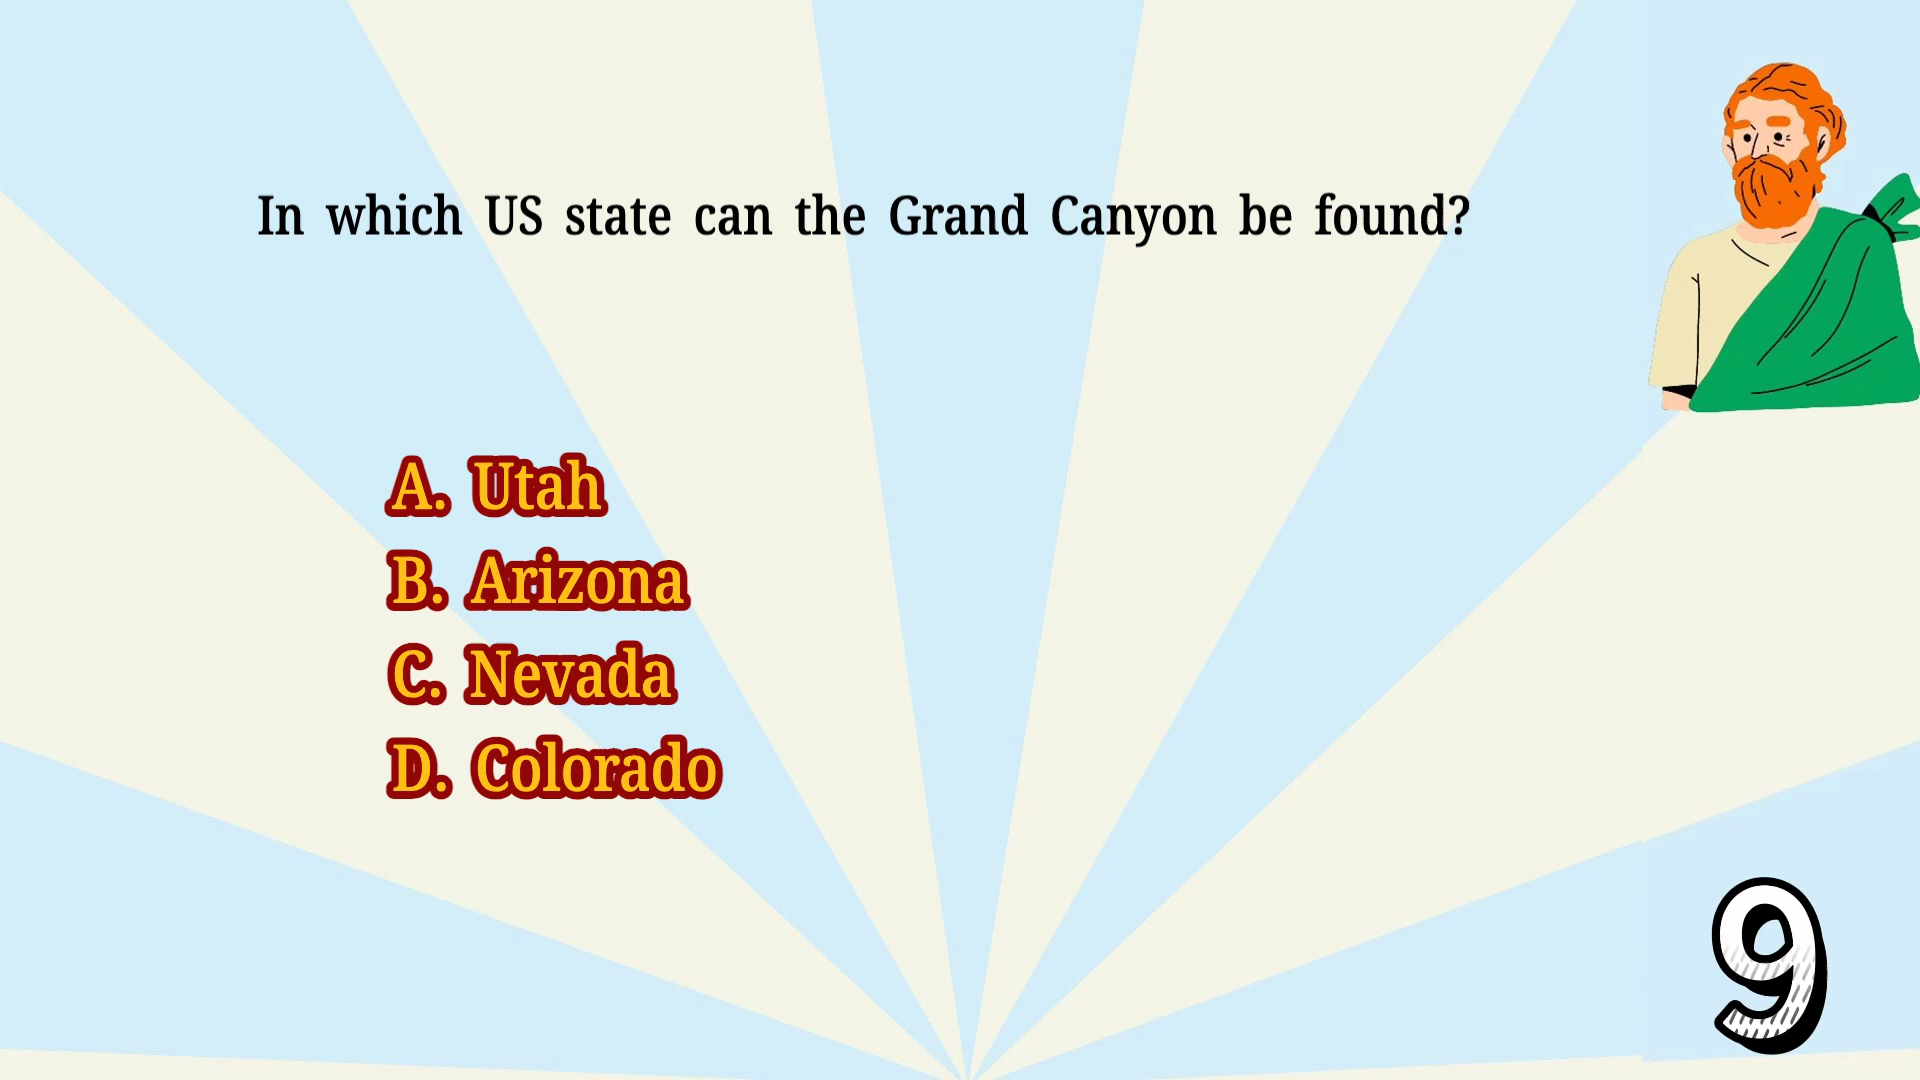 In which US state can the Grand Canyon be found?
A. Utah
B. Arizona
C. Nevada
D. Colorado
9